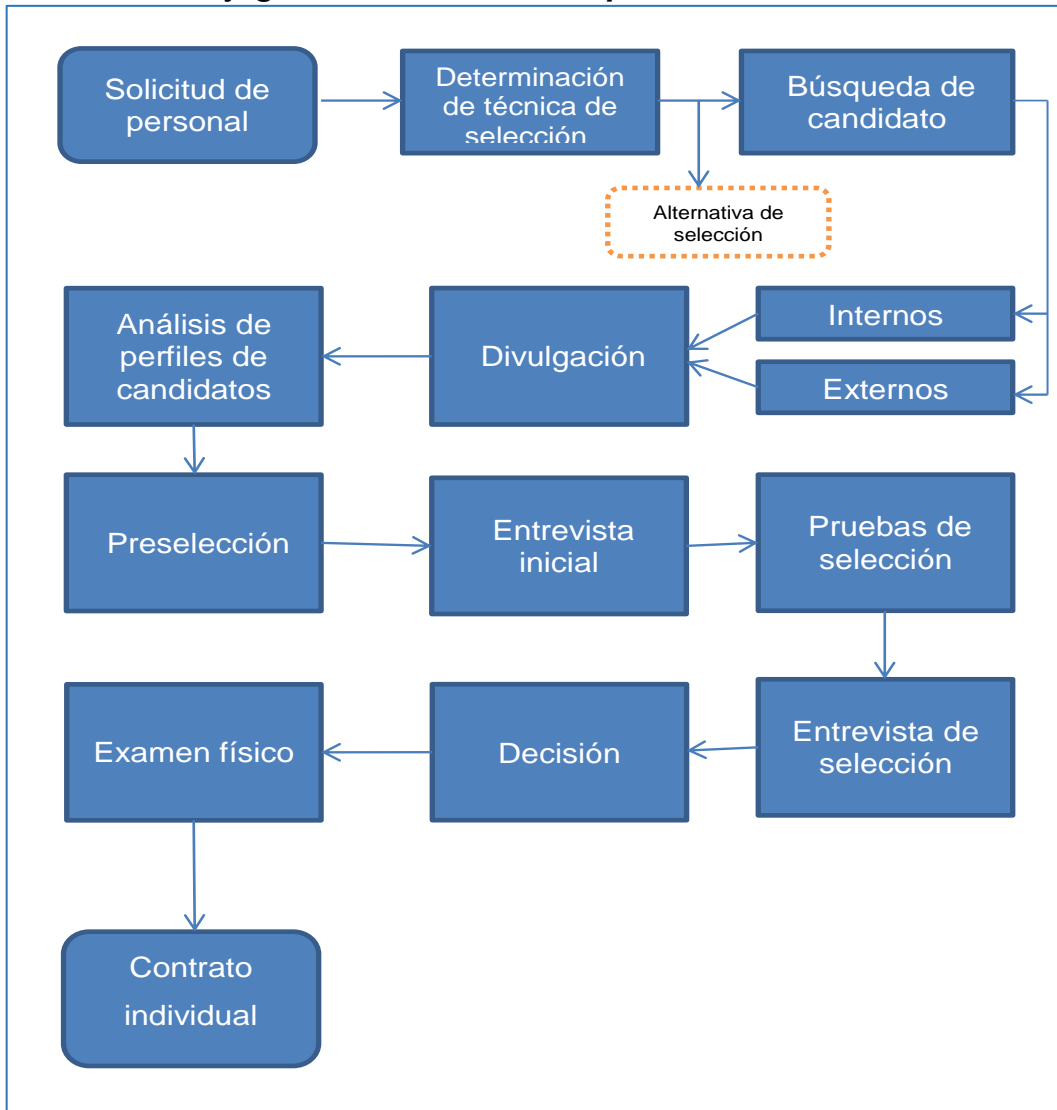 Solicitud de
personal
Determinación
de técnica de
selección
Búsqueda de
candidato
Alternativa de
selección
Internos
Externos
Divulgación
Análisis de
perfiles de
candidatos
Preselección
Entrevista
inicial
Pruebas de
selección
Entrevista de
selección
Decisión
Examen físico
Contrato
individual